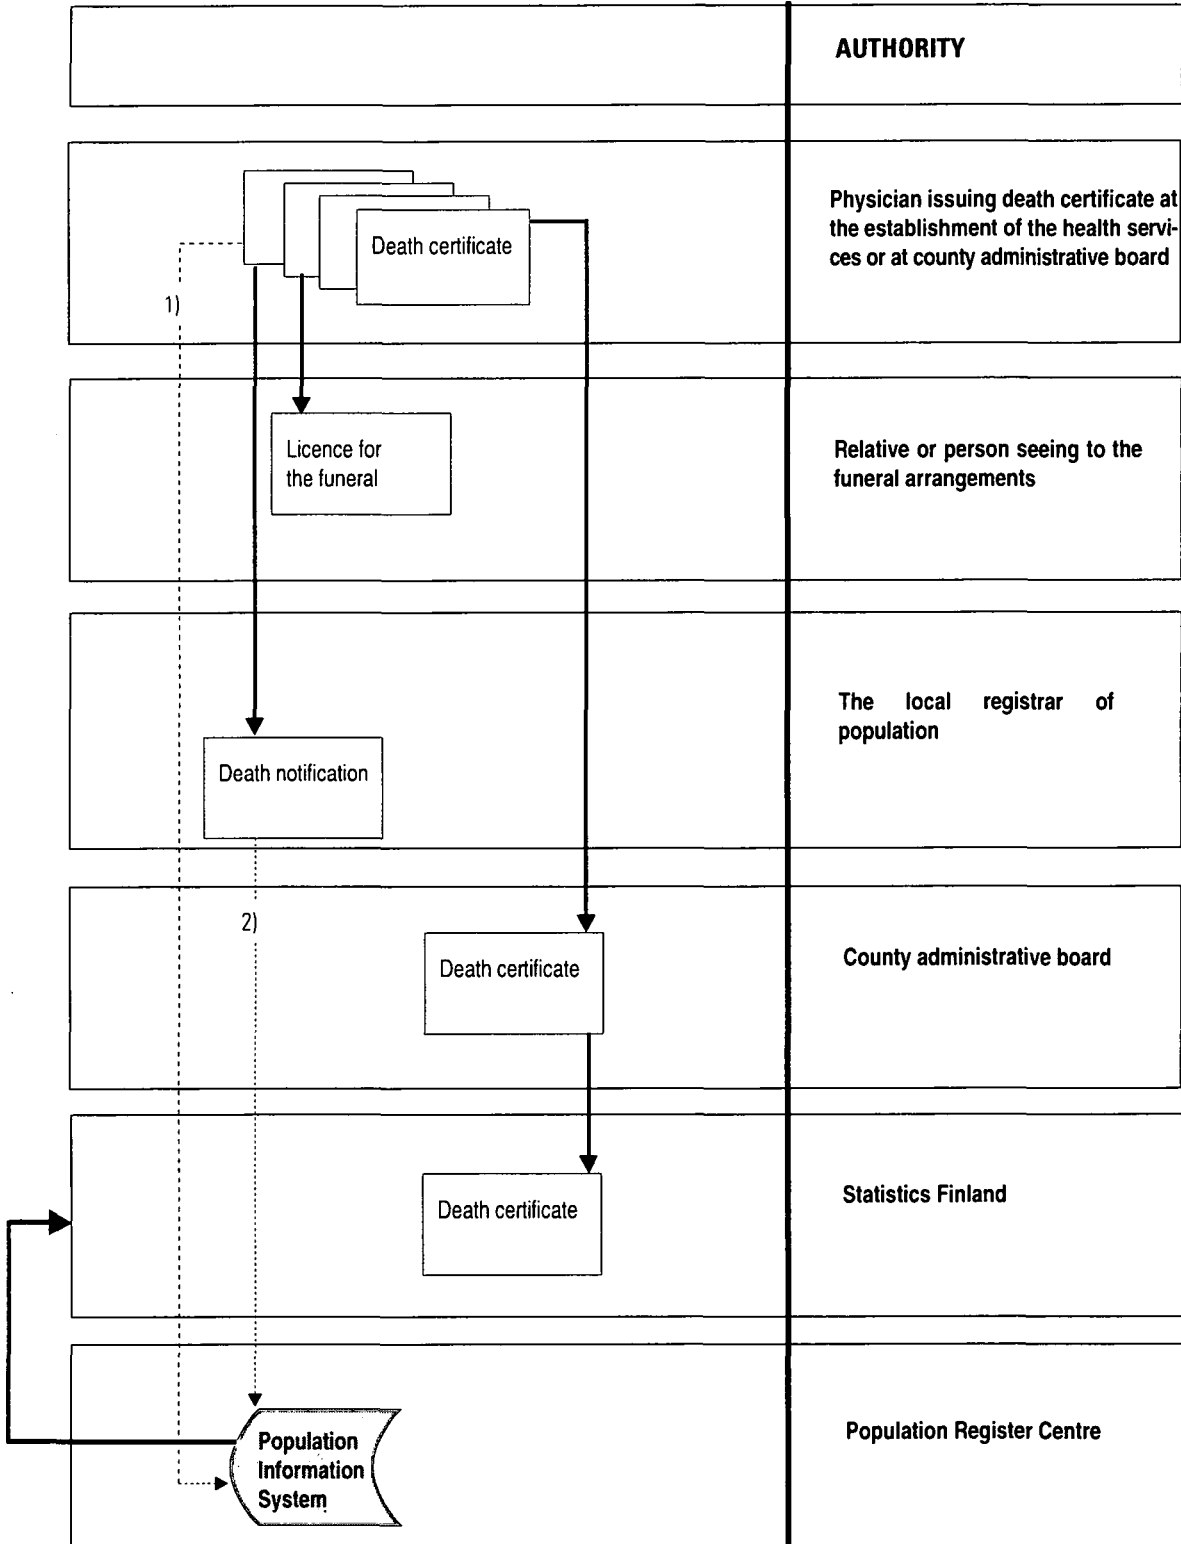 AUTHORITY
Physician issuing death certificate at
the establishment of the health servi-
ces or at county administrative board
Death certificate
1)
Licence for
the funeral
Relative or person seeing to the
funeral arrangements
The local registrar of
population
Death notification
2)
Death certificate
County administrative board
Death certificate
Statistics Finland
Population
Information
System
Population Register Centre